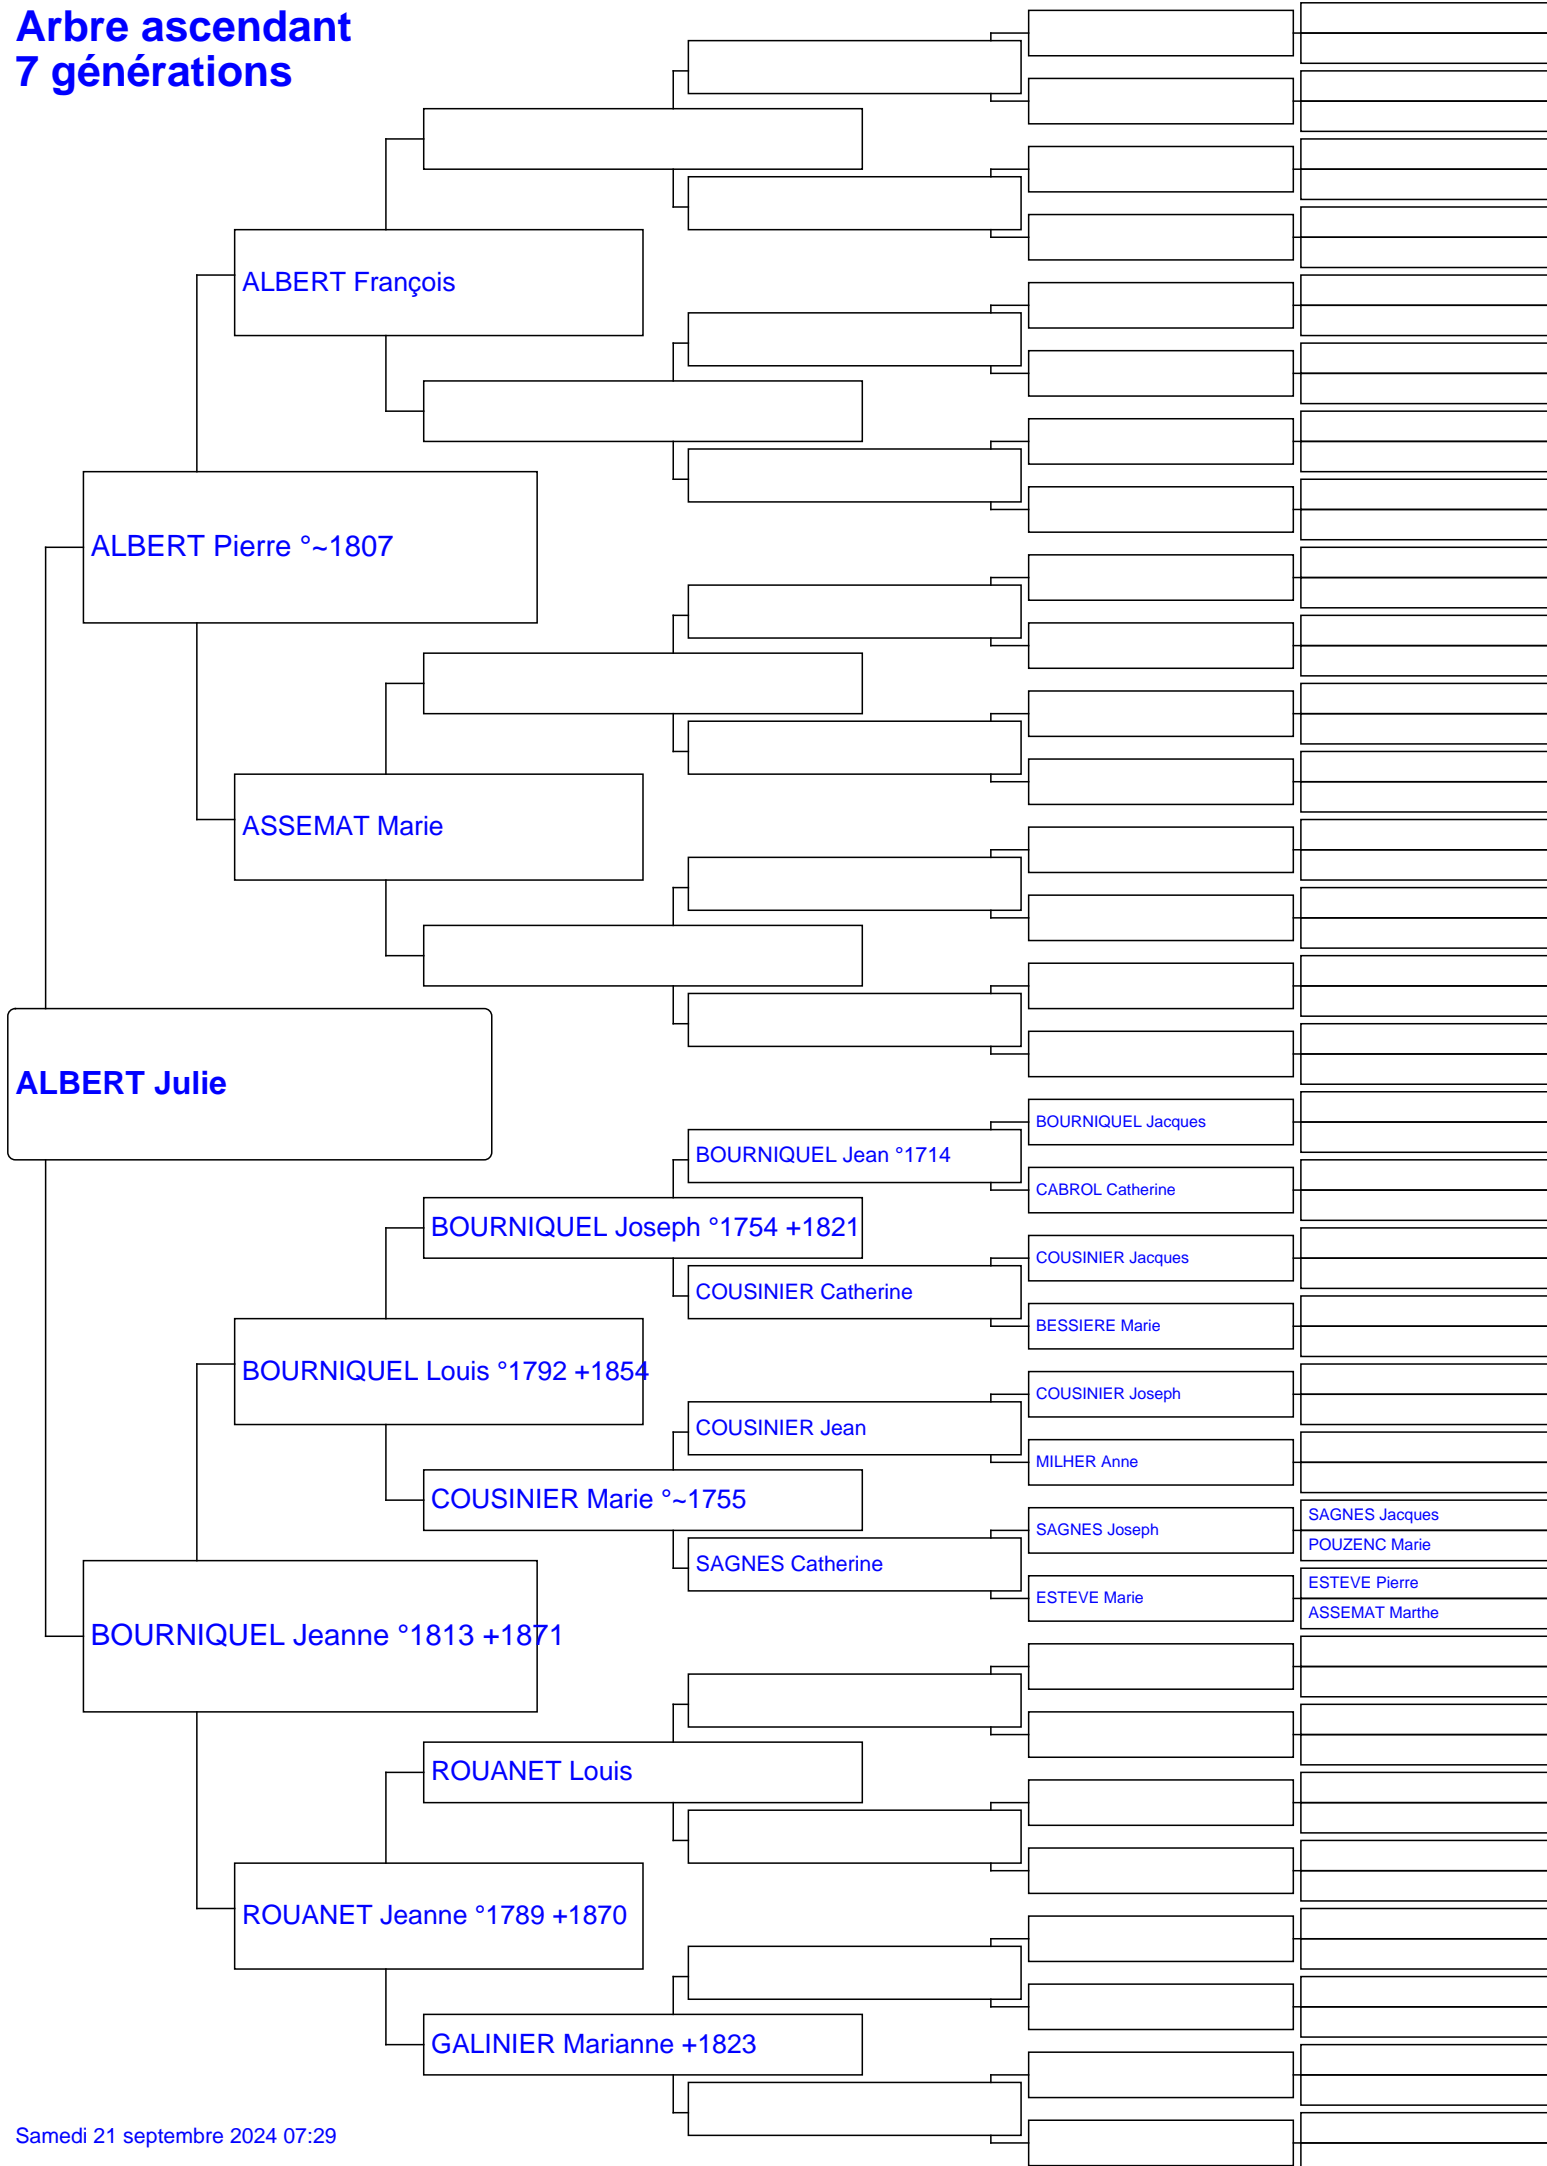 Arbre ascendant
7 générations
ALBERT François
ALBERT Pierre °~1807
ASSEMAT Marie
ALBERT Julie
BOURNIQUEL Jacques
BOURNIQUEL Jean °1714
CABROL Catherine
BOURNIQUEL Joseph °1754 +1821
COUSINIER Jacques
COUSINIER Catherine
BESSIERE Marie
BOURNIQUEL Louis °1792 +1854
COUSINIER Joseph
COUSINIER Jean
MILHER Anne
COUSINIER Marie °~1755
SAGNES Jacques
SAGNES Joseph
POUZENC Marie
SAGNES Catherine
ESTEVE Pierre
ESTEVE Marie
ASSEMAT Marthe
BOURNIQUEL Jeanne °1813 +1871
ROUANET Louis
ROUANET Jeanne °1789 +1870
GALINIER Marianne +1823
Samedi 21 septembre 2024 07:29